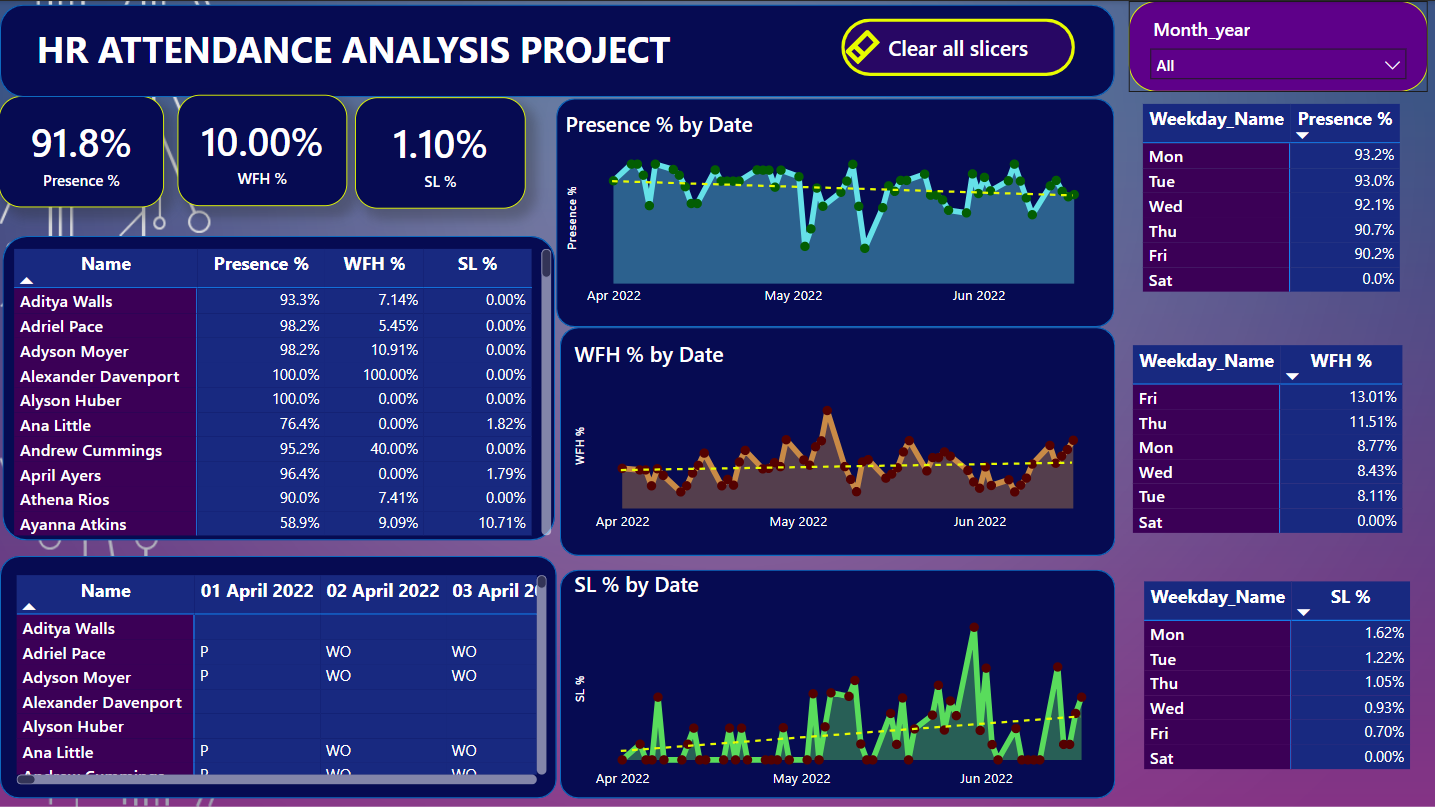 HR ATTENDANCE ANALYSIS PROJECT
Clear all slicers
Month_year
All
91.8%
Presence %
10.00%
WFH %
1.10%
SL %
Name Presence % WFH % SL %
Aditya Walls 93.3% 7.14% 0.00%
Adriel Pace 98.2% 5.45% 0.00%
Adyson Moyer 98.2% 10.91% 0.00%
Alexander Davenport 100.0% 100.00% 0.00%
Alyson Huber 100.0% 0.00% 0.00%
Ana Little 76.4% 0.00% 1.82%
Andrew Cummings 95.2% 40.00% 0.00%
April Ayers 96.4% 0.00% 1.79%
Athena Rios 90.0% 7.41% 0.00%
Ayanna Atkins 58.9% 9.09% 10.71%
Name 01 April 2022 02 April 2022 03 April 20
Aditya Walls
Adriel Pace P WO WO
Adyson Moyer P WO WO
Alexander Davenport
Alyson Huber
Ana Little P WO WO
Andrew Cummings P WO WO
Presence % by Date
Presence %
Apr 2022 May 2022 Jun 2022
WFH % by Date
WFH %
Apr 2022 May 2022 Jun 2022
SL % by Date
SL %
Apr 2022 May 2022 Jun 2022
Weekday_Name Presence %
Mon 93.2%
Tue 93.0%
Wed 92.1%
Thu 90.7%
Fri 90.2%
Sat 0.0%
Weekday_Name WFH %
Fri 13.01%
Thu 11.51%
Mon 8.77%
Wed 8.43%
Tue 8.11%
Sat 0.00%
Weekday_Name SL %
Mon 1.62%
Tue 1.22%
Thu 1.05%
Wed 0.93%
Fri 0.70%
Sat 0.00%